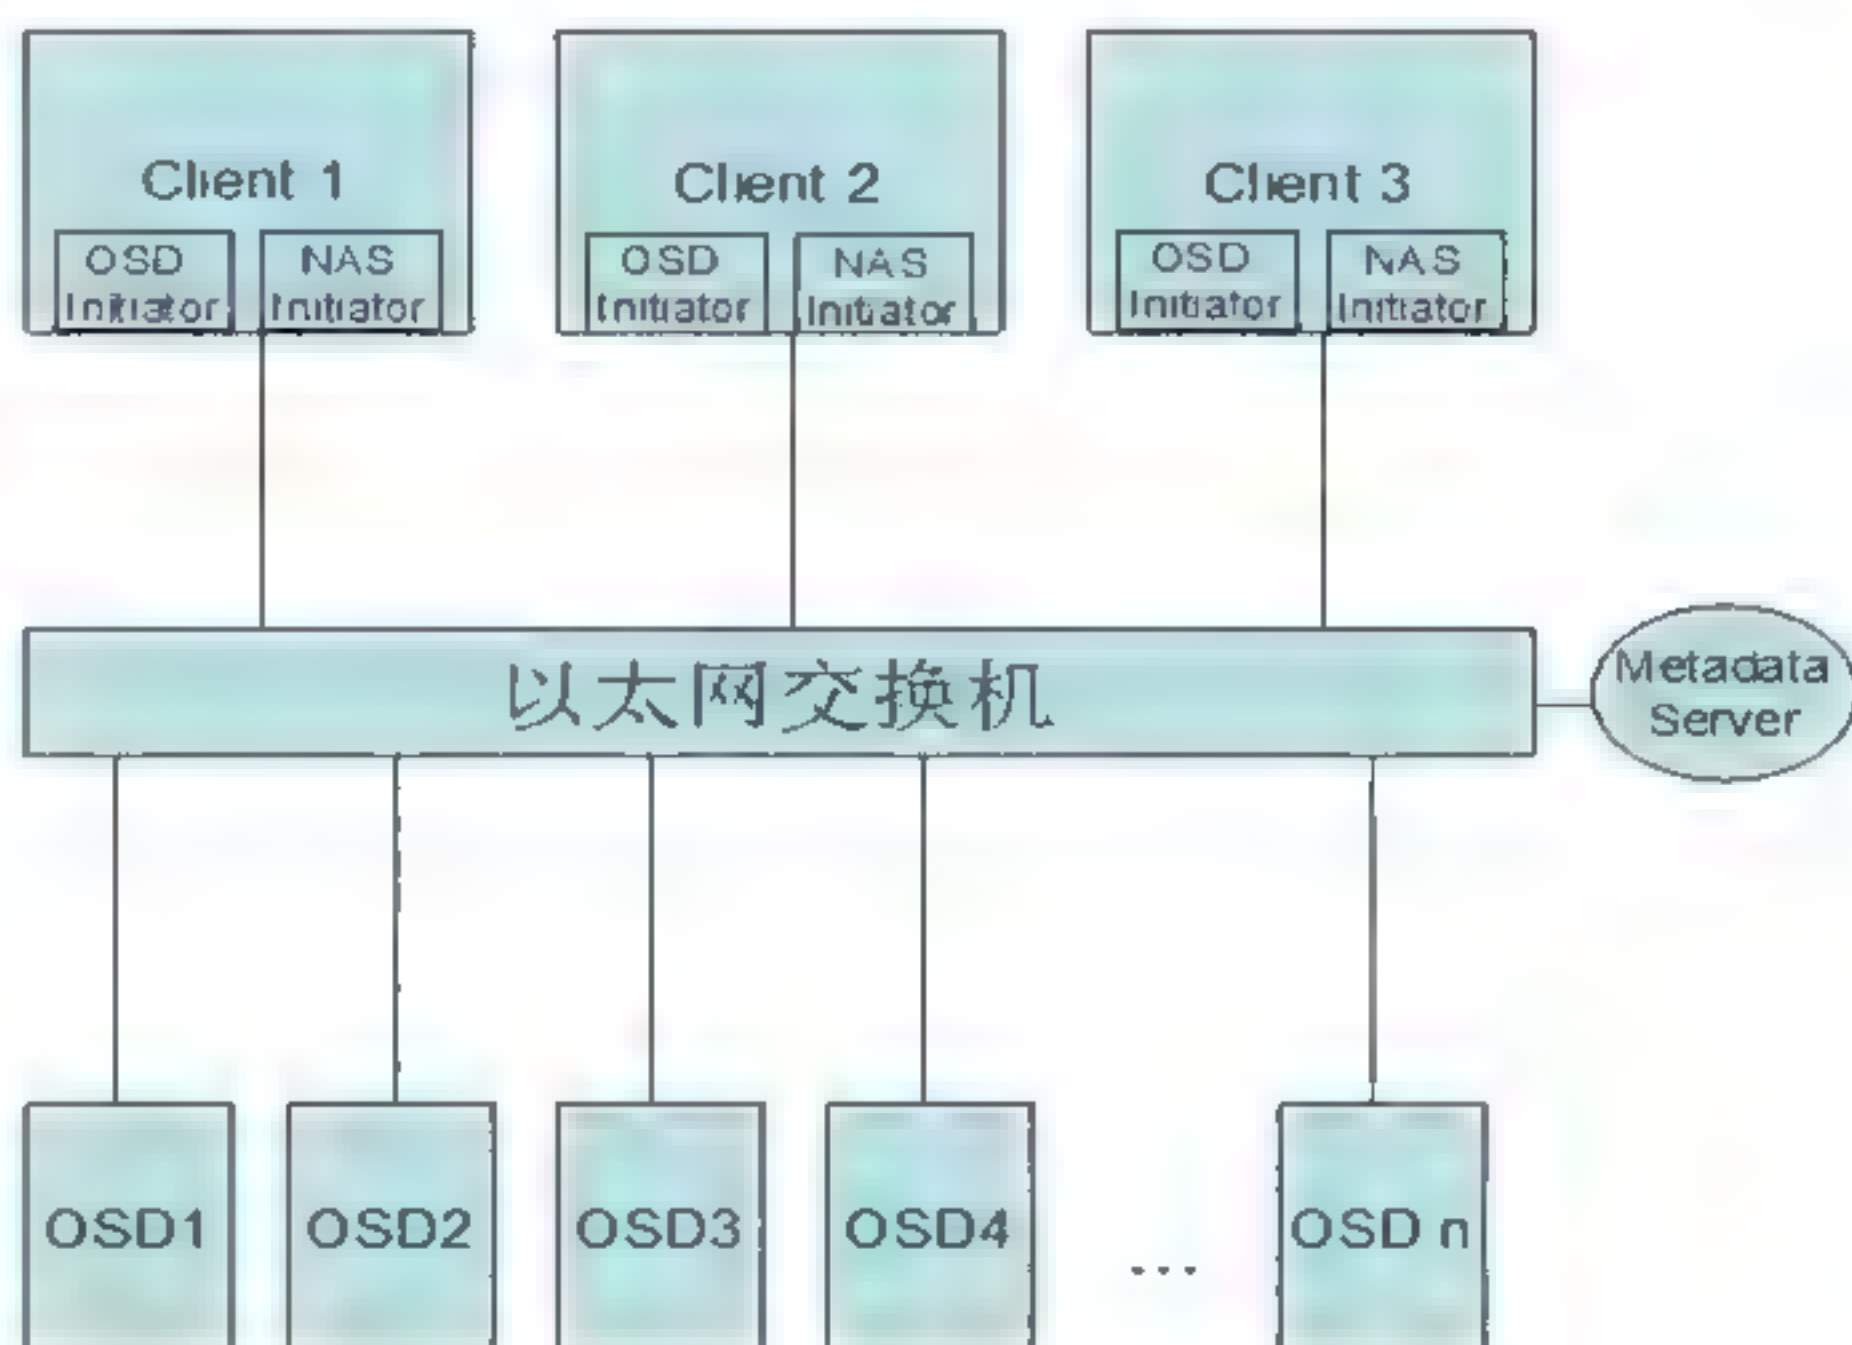 Client 1
Client 2
Client 3
OSD
Initiator
NAS
Initiator
OSD
Initiator
NAS
Initiator
OSD
Initiator
NAS
Initiator
以太网交换机
Metadata
Server
OSD1
OSD2
OSD3
OSD4
...
OSD n